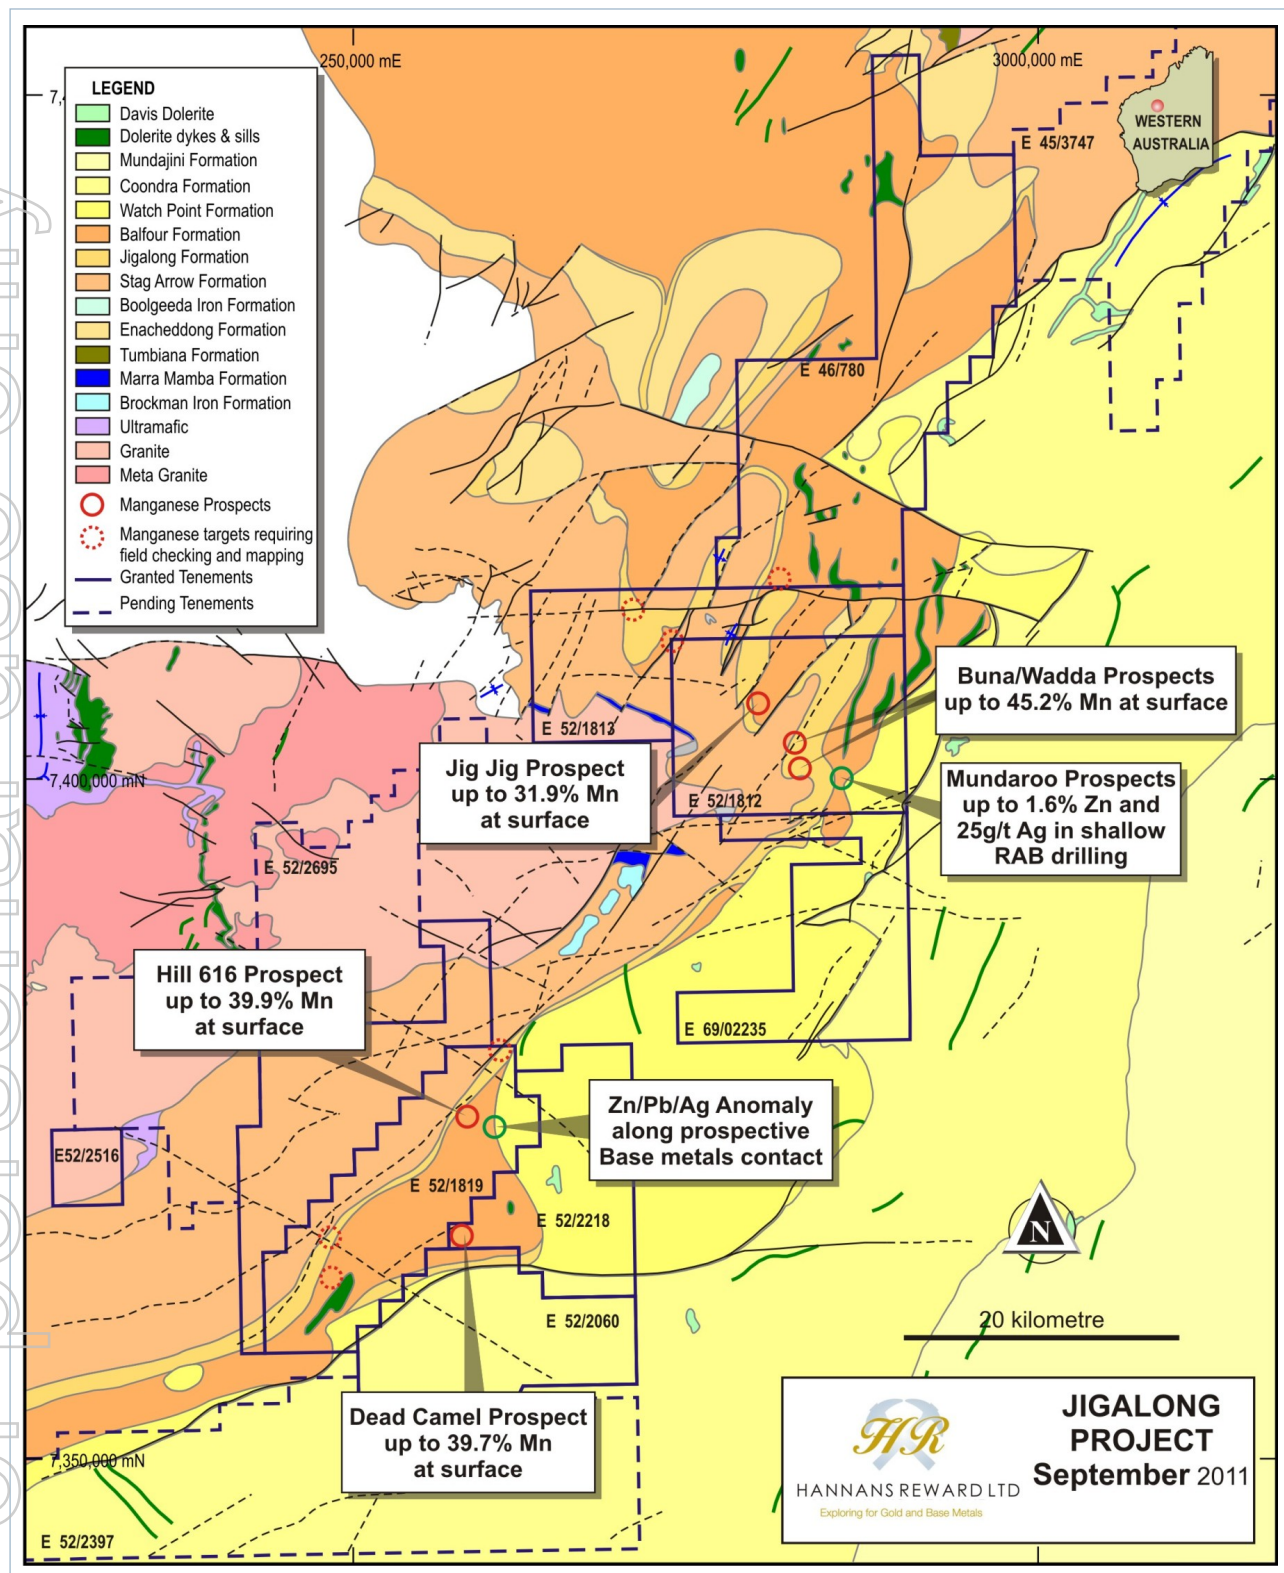 250,000 mE
3000,000 mE
LEGEND
Davis Dolerite
Dolerite dykes & sills
Mundajini Formation
Coondra Formation
Watch Point Formation
Balfour Formation
Jigalong Formation
Stag Arrow Formation
Boolgeeda Iron Formation
Enacheddong Formation
Tumbiana Formation
Marra Mamba Formation
Brockman Iron Formation
Ultramafic
Granite
Meta Granite
Manganese Prospects
Manganese targets requiring
field checking and mapping
Granted Tenements
Pending Tenements
WESTERN
AUSTRALIA
E 45/3747
E 46/780
Buna/Wadda Prospects
up to 45.2% Mn at surface
E 52/1813
Jig Jig Prospect
up to 31.9% Mn
at surface
7,400,000 mN
Mundaroo Prospects
up to 1.6% Zn and
25g/t Ag in shallow
RAB drilling
E 52/1812
E 52/2695
Hill 616 Prospect
up to 39.9% Mn
at surface
E 69/02235
Zn/Pb/Ag Anomaly
along prospective
Base metals contact
E52/2516
E 52/1819
E 52/2218
N
E 52/2060
20 kilometre
Dead Camel Prospect
up to 39.7% Mn
at surface
7,350,000 mN
E 52/2397
HR
HANNANS REWARD LTD
Exploring for Gold and Base Metals
JIGALONG
PROJECT
September 2011